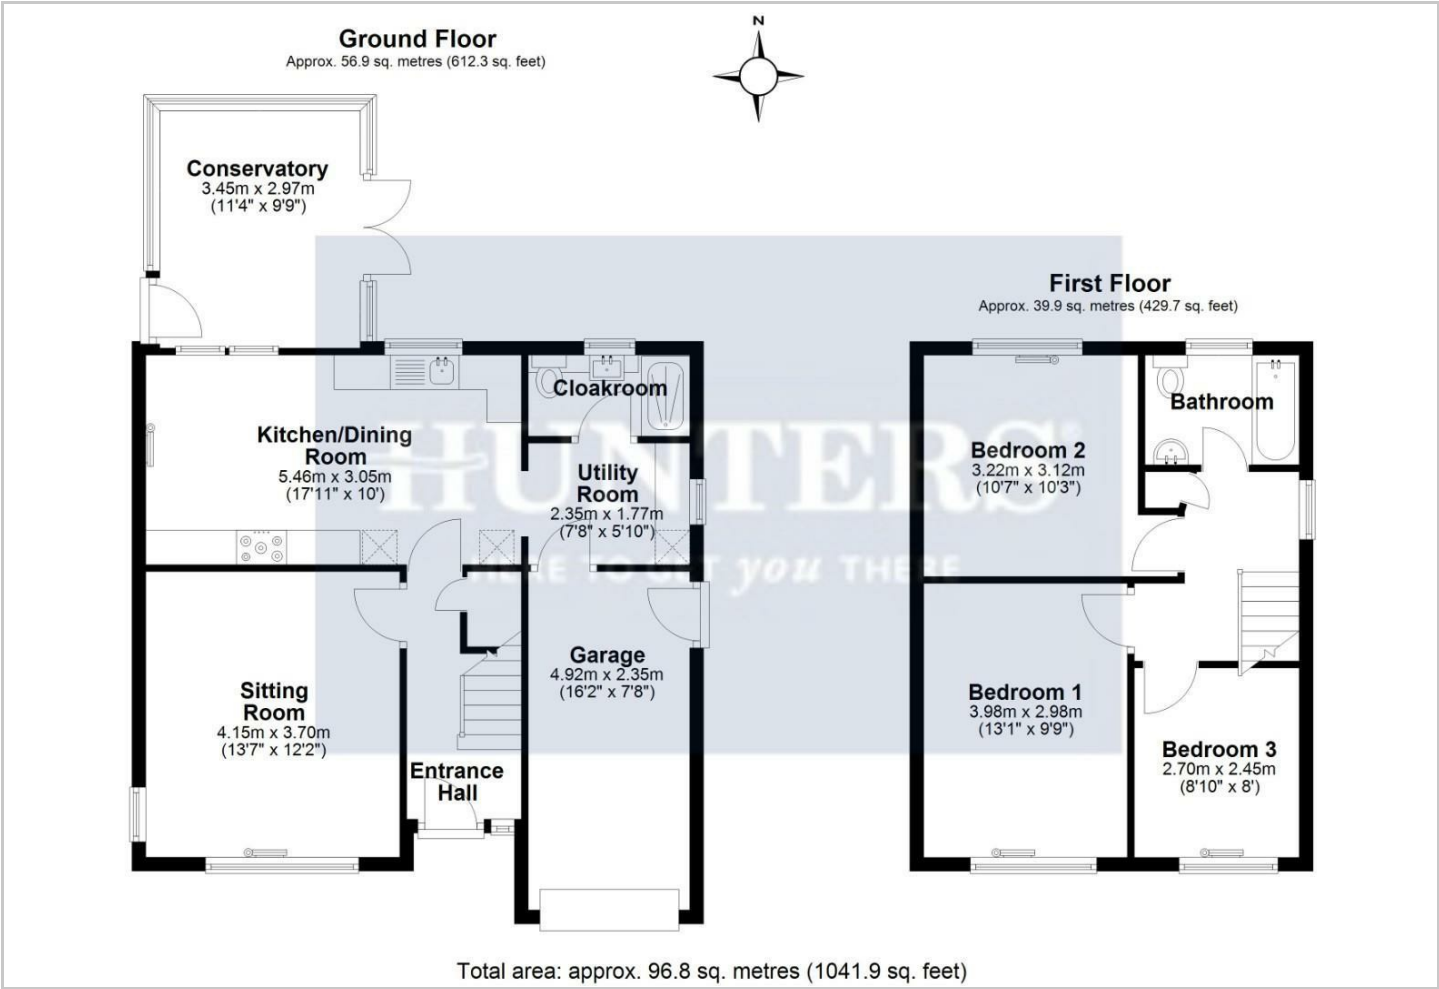 Ground Floor
Approx. 56.9 sq. metres (612.3 sq. feet)
N
Conservatory
3.45m x 2.97m
(11'4" x 9'9")
Kitchen/Dining
Room
5.46m x 3.05m
(17'11" x 10')
Cloakroom
Utility
Room
2.35m x 1.77m
(7'8" x 5'10")
Sitting
Room
4.15m x 3.70m
(13'7" x 12'2")
Entrance
Hall
Garage
4.92m x 2.35m
(16'2" x 7'8")
HUNTERS®
HERE TO GET you THERE
First Floor
Approx. 39.9 sq. metres (429.7 sq. feet)
Bedroom 2
3.22m x 3.12m
(10'7" x 10'3")
Bathroom
Bedroom 1
3.98m x 2.98m
(13'1" x 9'9")
Bedroom 3
2.70m x 2.45m
(8'10" x 8')
Total area: approx. 96.8 sq. metres (1041.9 sq. feet)